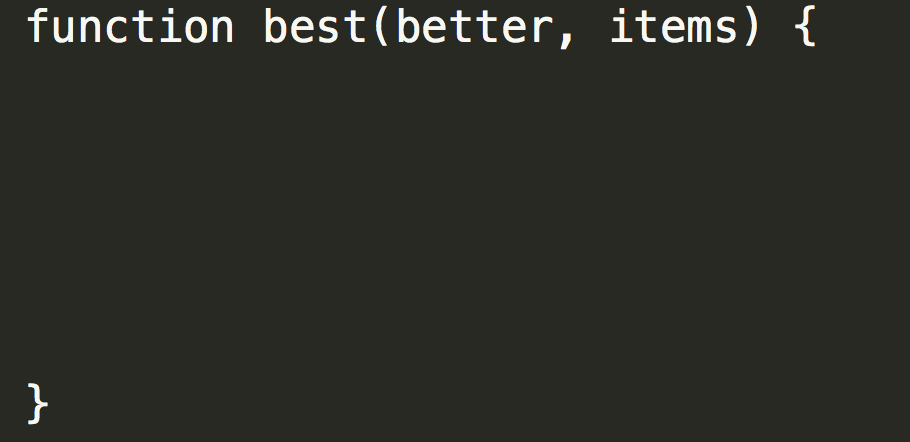 function best(better, items) {
}